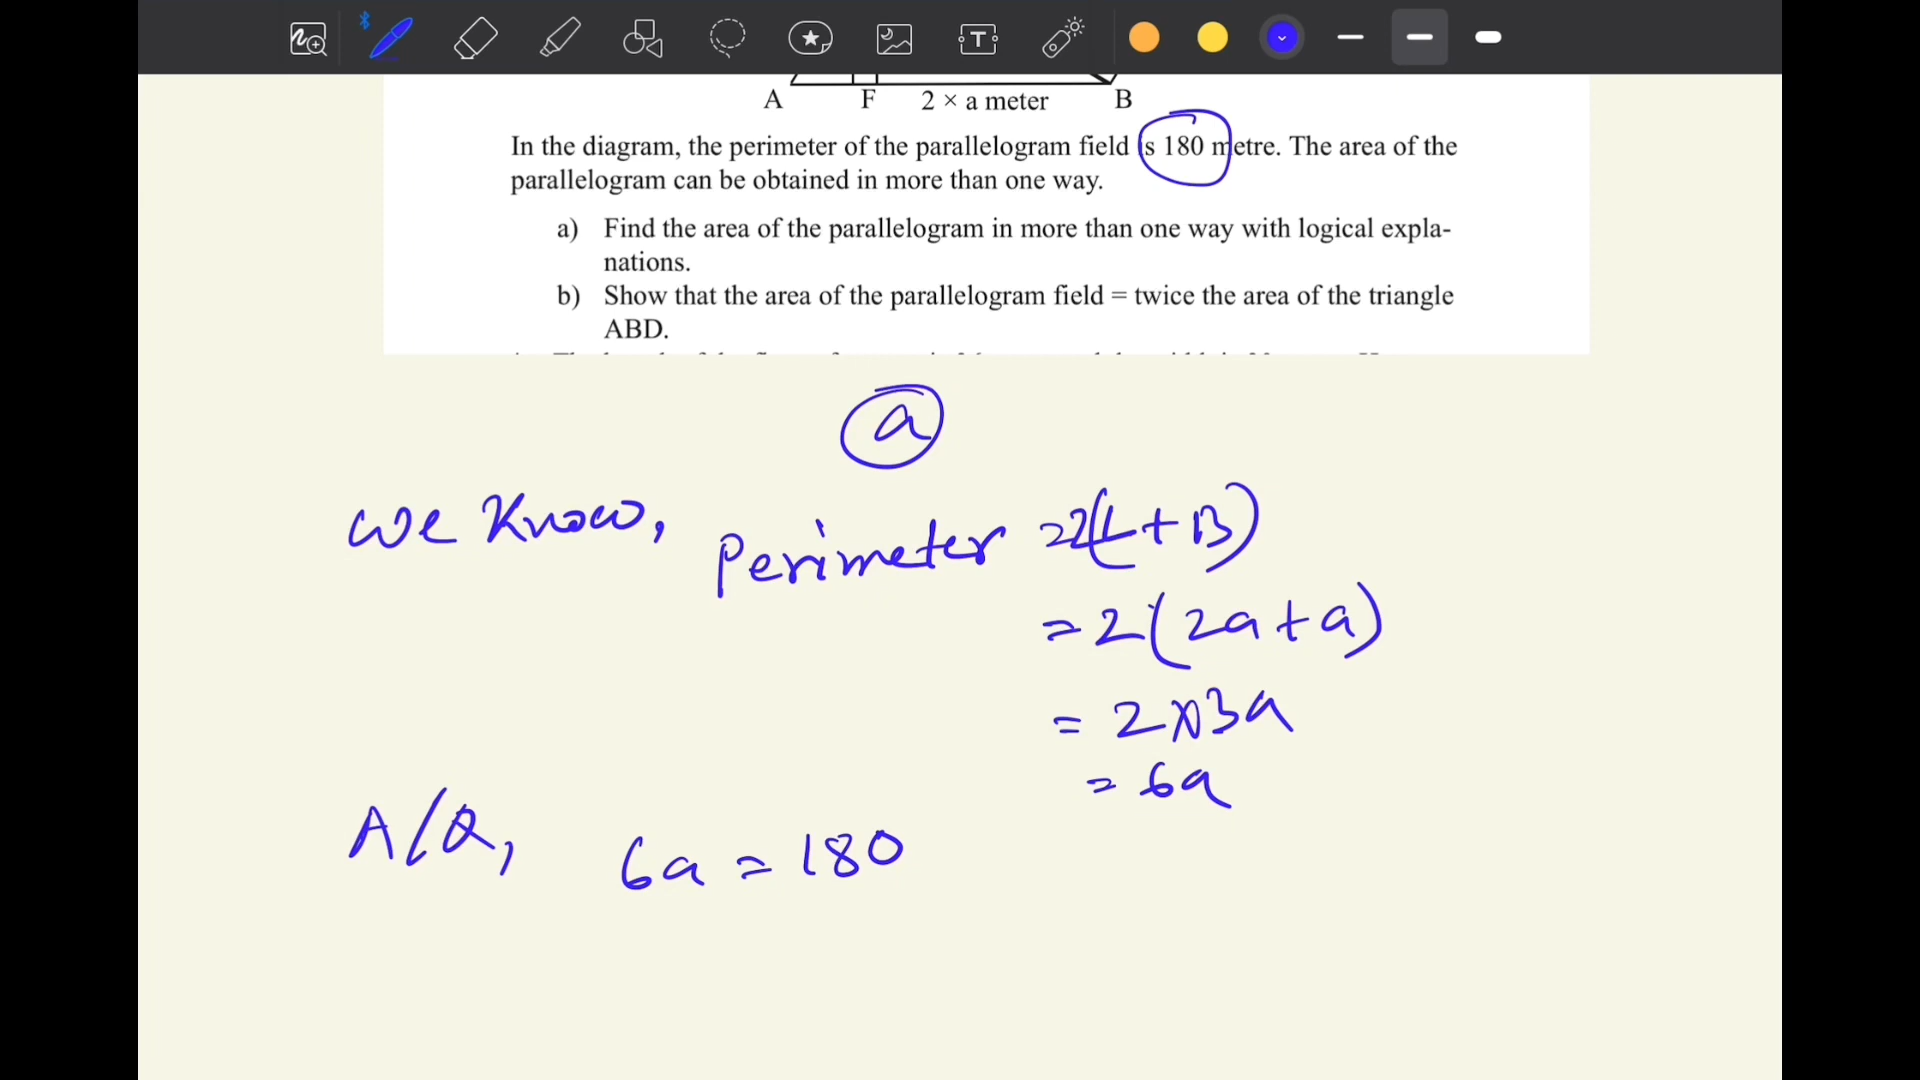 A F 2 × a meter B
In the diagram, the perimeter of the parallelogram field is 180 metre. The area of the
parallelogram can be obtained in more than one way.
a) Find the area of the parallelogram in more than one way with logical expla-
nations.
b) Show that the area of the parallelogram field = twice the area of the triangle
ABD.
a
We Know, Perimeter = 2(L+B)
= 2(2a+a)
= 2×3a
= 6a
A/Q, 6a = 180